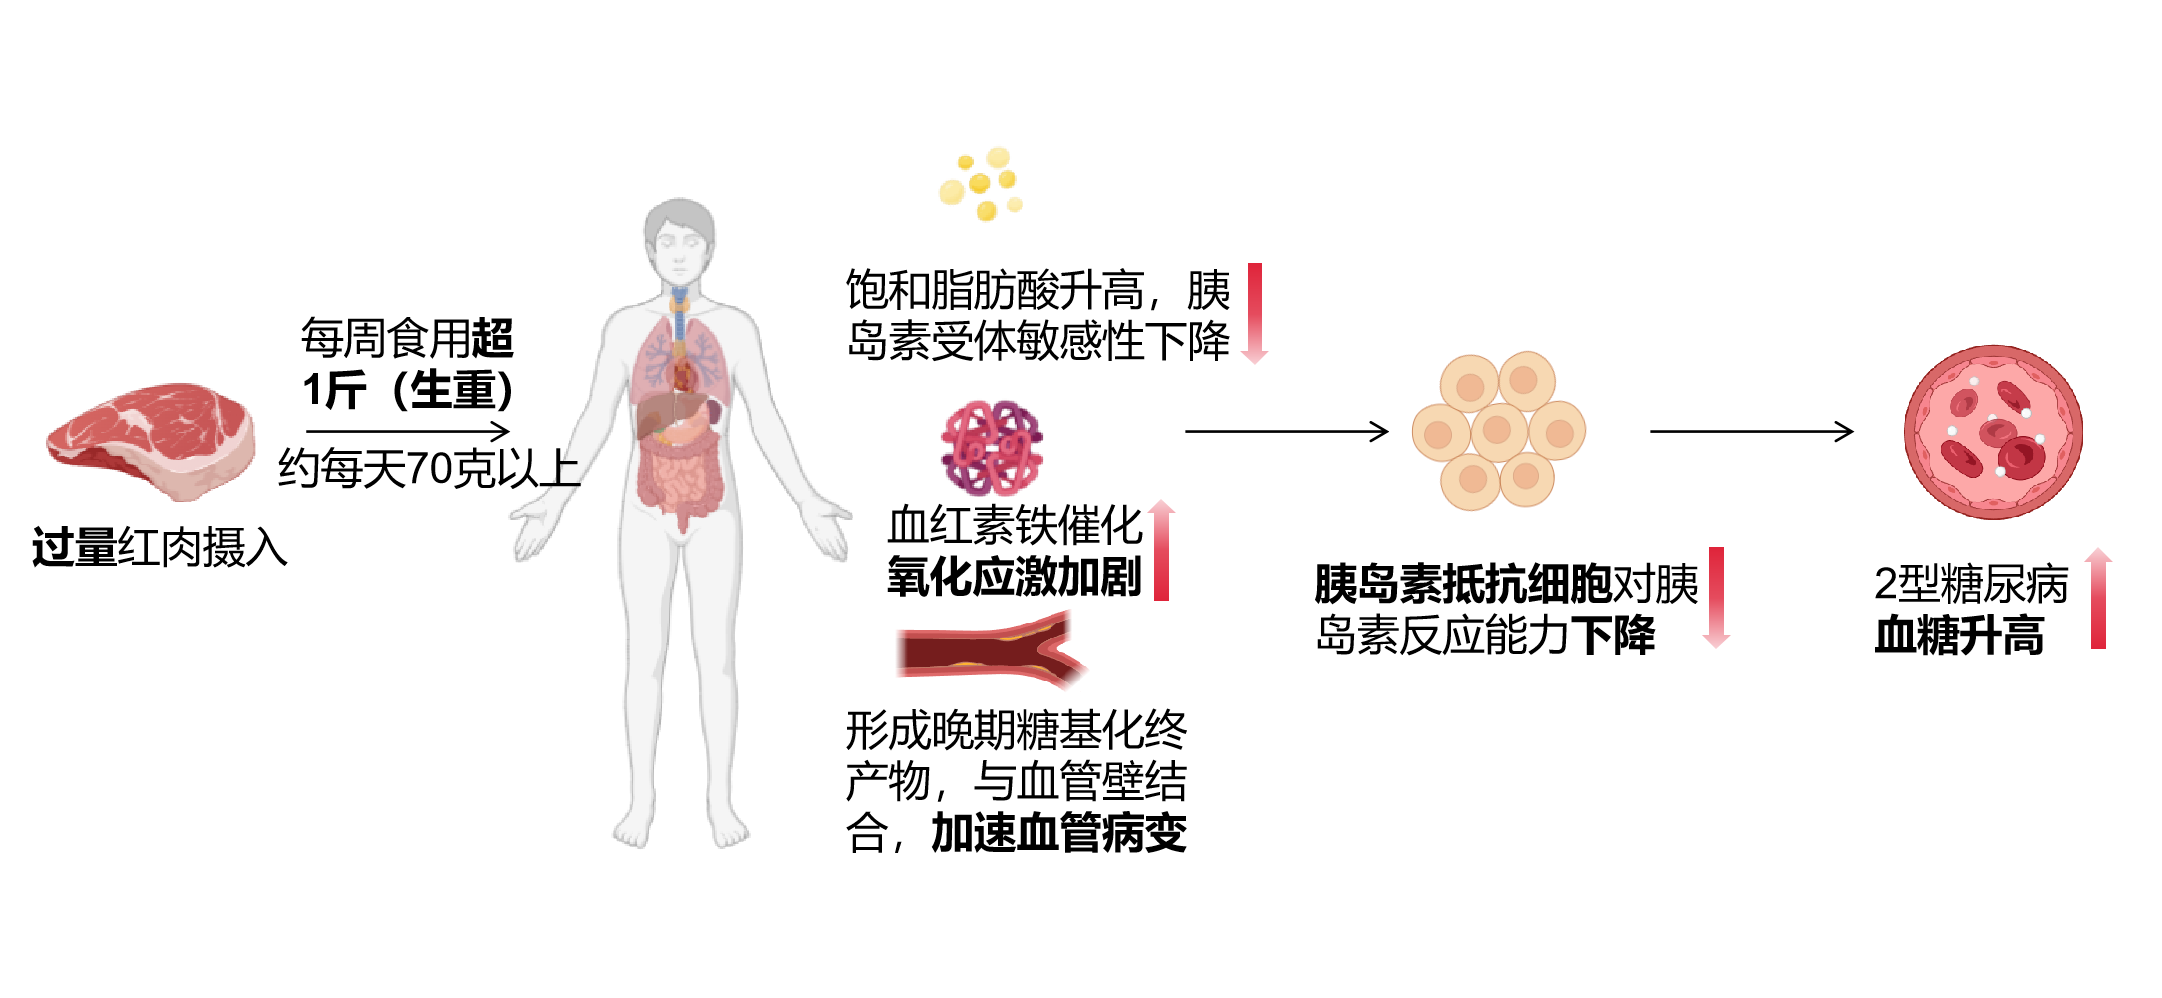 过量红肉摄入
每周食用超
1斤（生重）
约每天70克以上
饱和脂肪酸升高，胰
岛素受体敏感性下降
血红素铁催化
氧化应激加剧
形成晚期糖基化终
产物，与血管壁结
合，加速血管病变
胰岛素抵抗细胞对胰
岛素反应能力下降
2型糖尿病
血糖升高